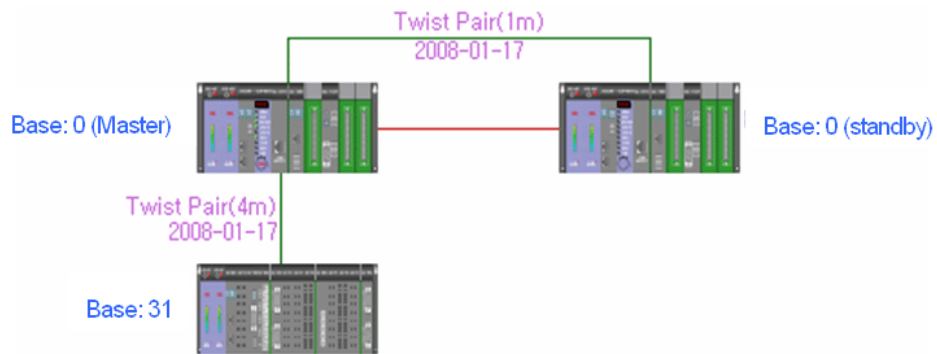 Twist Pair(1m)
2008-01-17
Base: 0 (Master)
Base: 0 (standby)
Twist Pair(4m)
2008-01-17
Base: 31